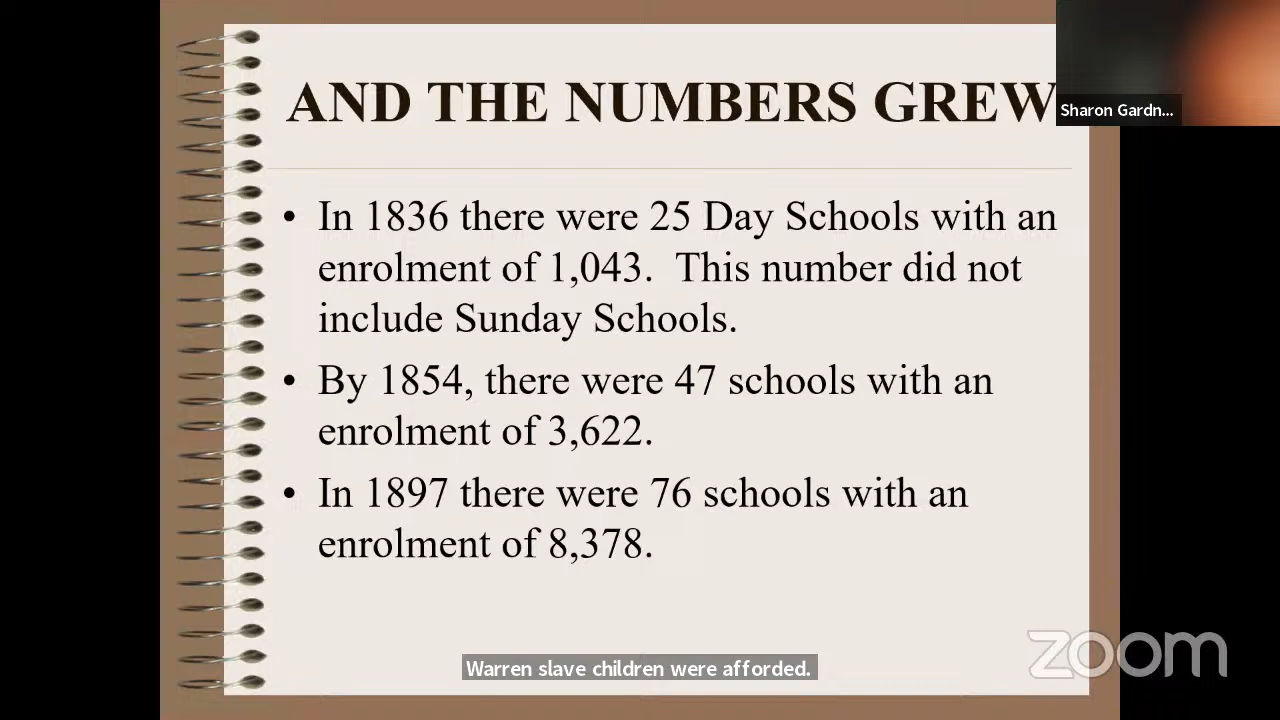 AND THE NUMBERS GREW
Sharon Gardn...
• In 1836 there were 25 Day Schools with an
enrolment of 1,043. This number did not
include Sunday Schools.
• By 1854, there were 47 schools with an
enrolment of 3,622.
• In 1897 there were 76 schools with an
enrolment of 8,378.
zoom
Warren slave children were afforded.